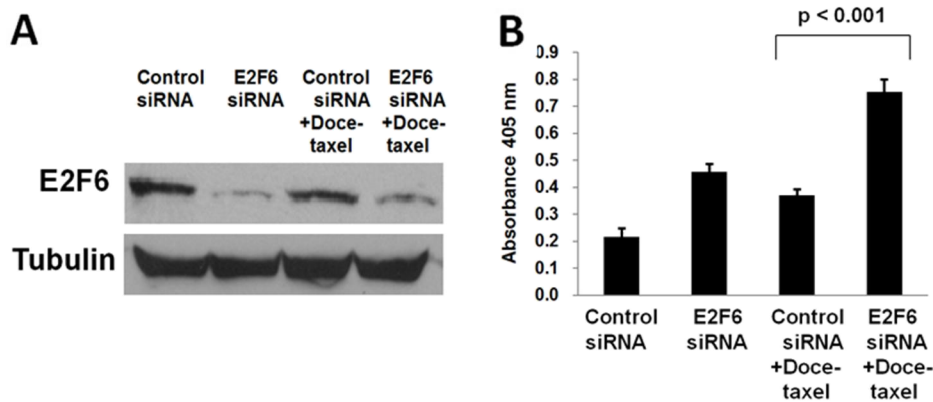 A
Control siRNA
E2F6 siRNA
Control siRNA +Doce-taxel
E2F6 siRNA +Doce-taxel
E2F6
Tubulin
B
p < 0.001
Absorbance 405 nm
0.9
0.8
0.7
0.6
0.5
0.4
0.3
0.2
0.1
0.0
Control siRNA
E2F6 siRNA
Control siRNA +Doce-taxel
E2F6 siRNA +Doce-taxel